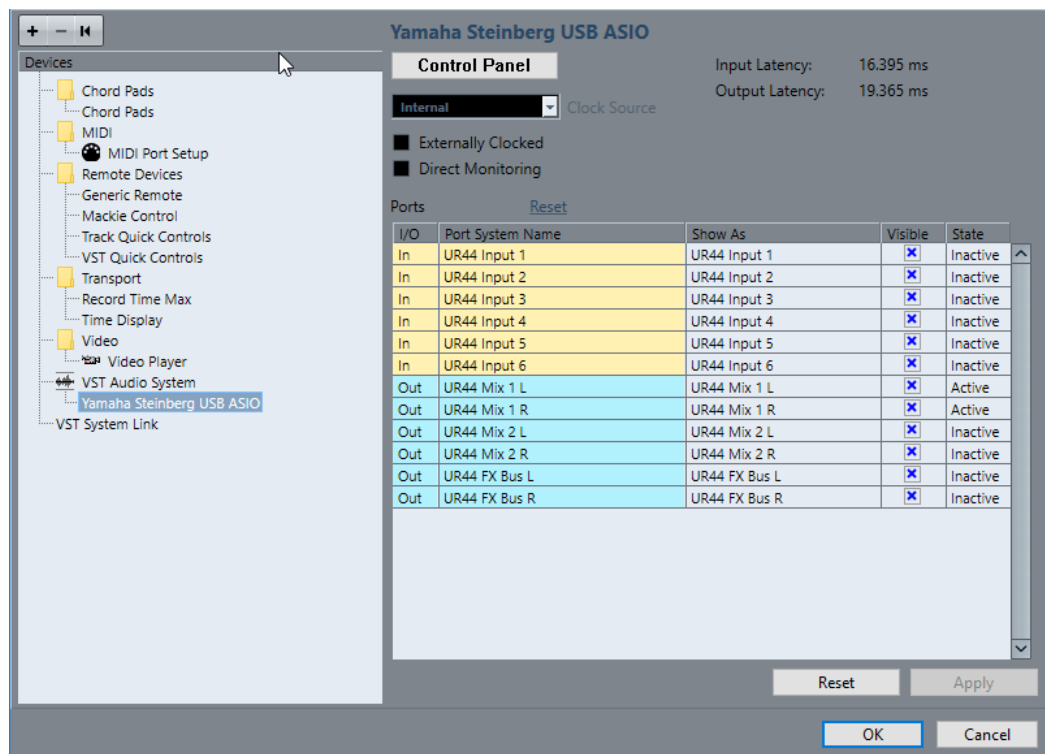 + - 
Devices
Chord Pads
Chord Pads
MIDI
MIDI Port Setup
Remote Devices
Generic Remote
Mackie Control
Track Quick Controls
VST Quick Controls
Transport
Record Time Max
Time Display
Video
Video Player
VST Audio System
Yamaha Steinberg USB ASIO
VST System Link
Yamaha Steinberg USB ASIO
Control Panel
Input Latency: 16.395 ms
Output Latency: 19.365 ms
Internal Clock Source
Externally Clocked
Direct Monitoring
Ports Reset
I/O Port System Name Show As Visible State
In UR44 Input 1 UR44 Input 1 Inactive
In UR44 Input 2 UR44 Input 2 Inactive
In UR44 Input 3 UR44 Input 3 Inactive
In UR44 Input 4 UR44 Input 4 Inactive
In UR44 Input 5 UR44 Input 5 Inactive
In UR44 Input 6 UR44 Input 6 Inactive
Out UR44 Mix 1 L UR44 Mix 1 L Active
Out UR44 Mix 1 R UR44 Mix 1 R Active
Out UR44 Mix 2 L UR44 Mix 2 L Inactive
Out UR44 Mix 2 R UR44 Mix 2 R Inactive
Out UR44 FX Bus L UR44 FX Bus L Inactive
Out UR44 FX Bus R UR44 FX Bus R Inactive
Reset Apply
OK Cancel